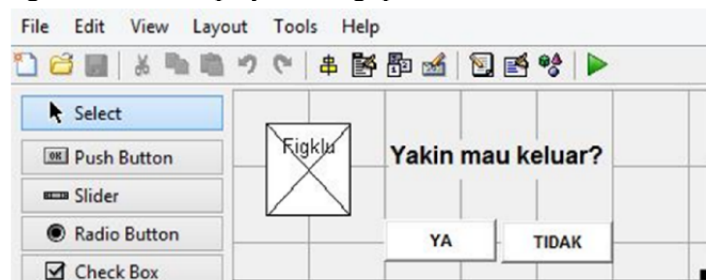 File Edit View Layout Tools Help
Select
Figklu
Yakin mau keluar?
OK Push Button
Slider
YA TIDAK
Radio Button
Check Box